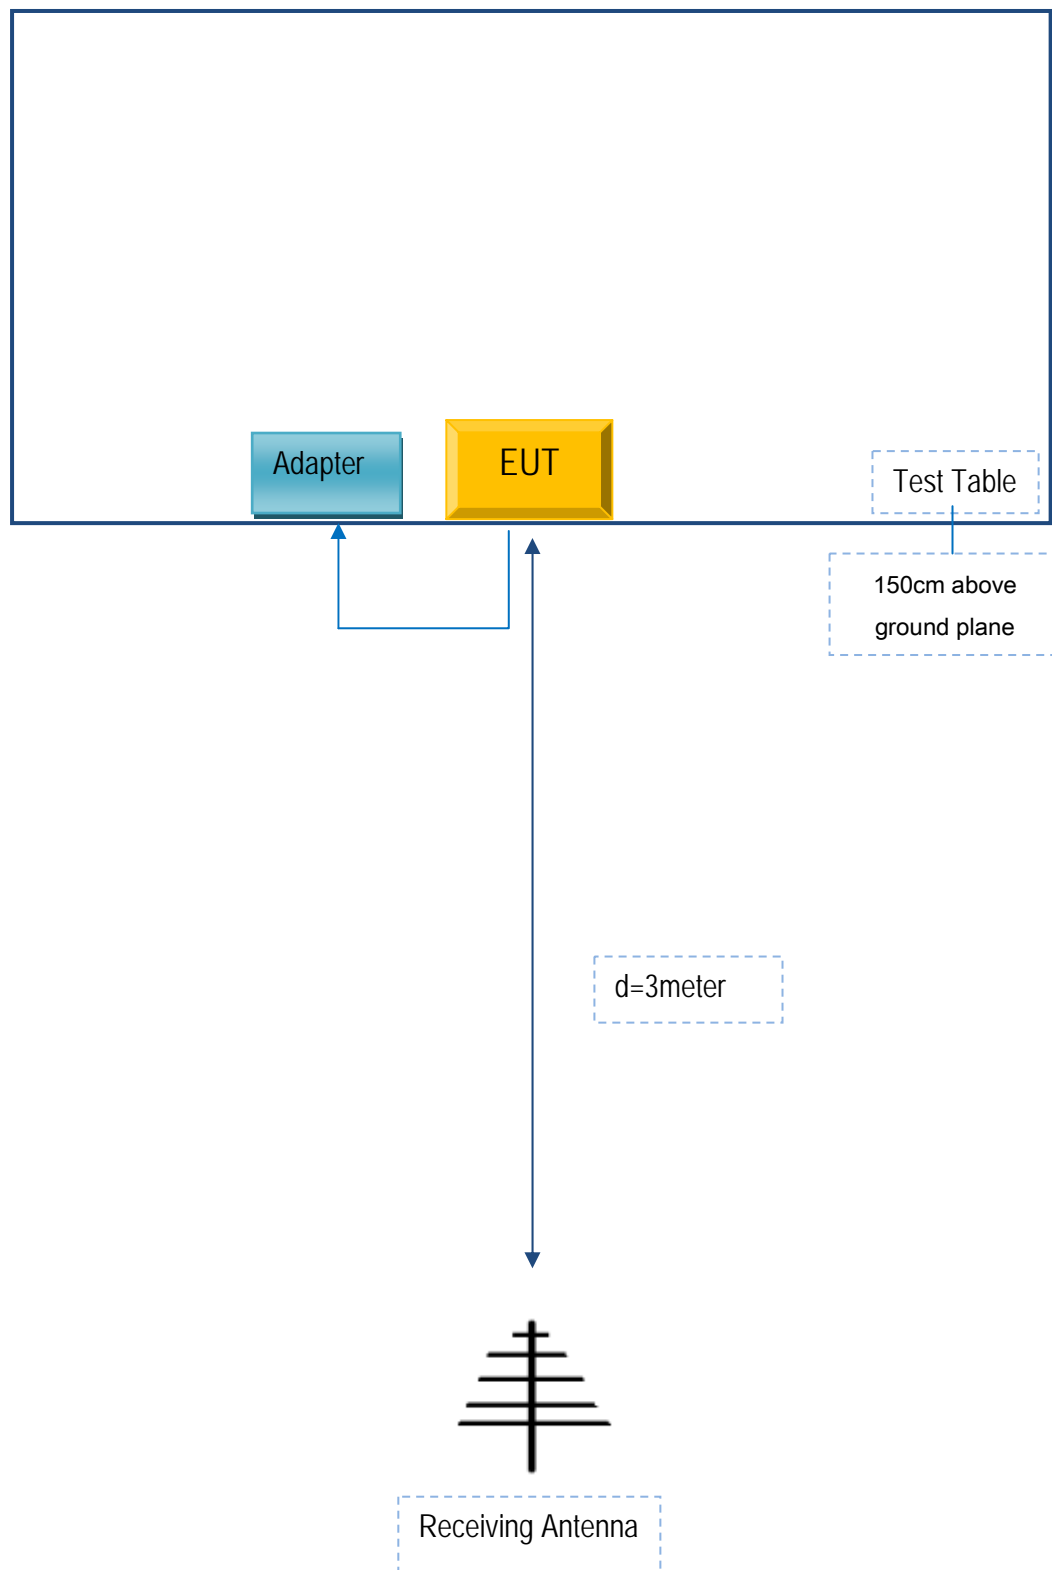 Adapter
EUT
Test Table
150cm above
ground plane
d=3meter
Receiving Antenna